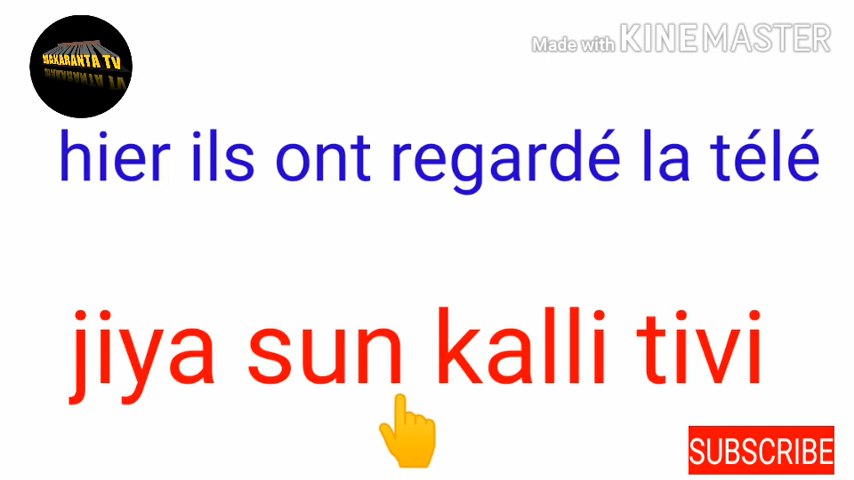 MAKARANTA TV
Made with KINEMASTER
hier ils ont regardé la télé
jiya sun kalli tivi
SUBSCRIBE